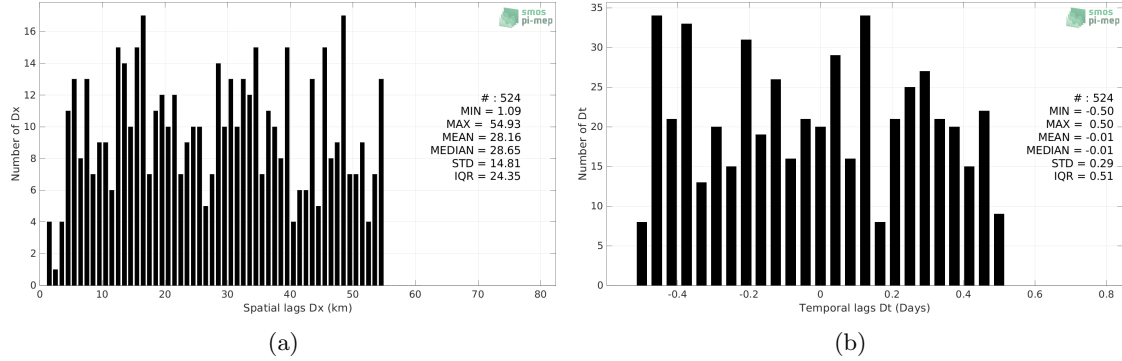 smos
pi-mep
16
14
12
10
8
6
4
2
0
Number of Dx
# : 524
MIN = 1.09
MAX = 54.93
MEAN = 28.16
MEDIAN = 28.65
STD = 14.81
IQR = 24.35
0 10 20 30 40 50 60 70 80
Spatial lags Dx (km)
(a)
smos
pi-mep
35
30
25
20
15
10
5
0
Number of Dt
# : 524
MIN = -0.50
MAX = 0.50
MEAN = -0.01
MEDIAN = -0.01
STD = 0.29
IQR = 0.51
-0.4 -0.2 0 0.2 0.4 0.6 0.8
Temporal lags Dt (Days)
(b)